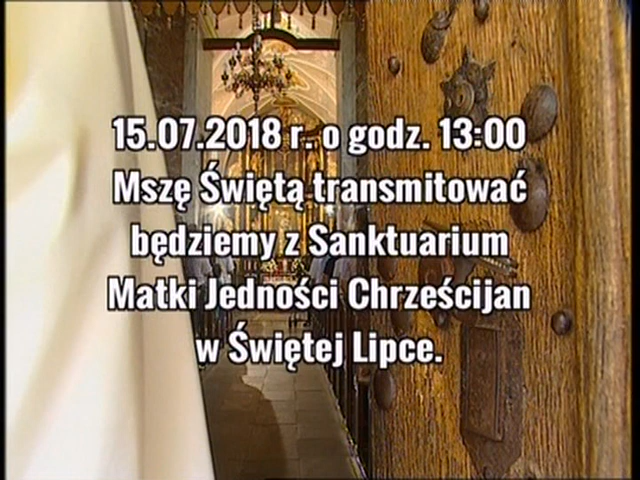 15.07.2018 r. o godz. 13:00
Mszę Świętą transmitować
będziemy z Sanktuarium
Matki Jedności Chrześcijan
w Świętej Lipce.